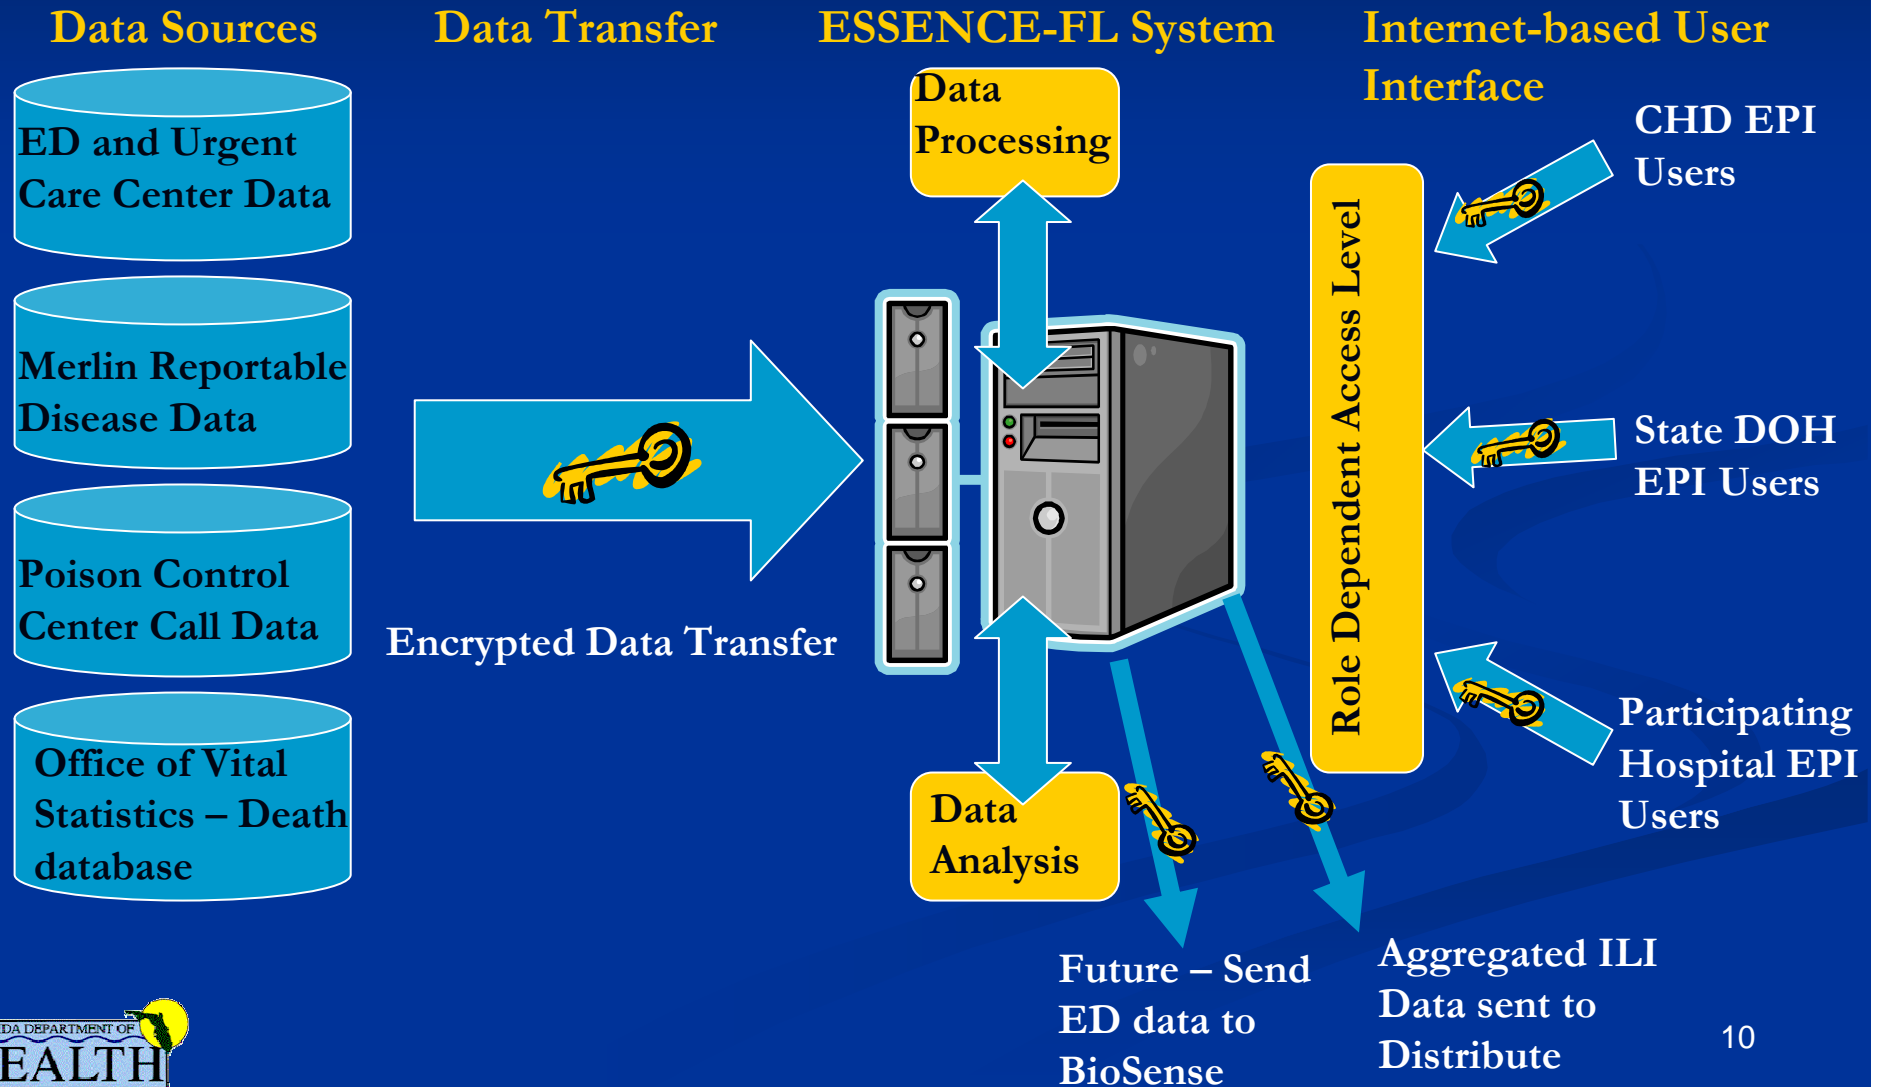 Data Sources
Data Transfer
ESSENCE-FL System
Internet-based User
Interface
ED and Urgent
Care Center Data
Merlin Reportable
Disease Data
Poison Control
Center Call Data
Office of Vital
Statistics – Death
database
Encrypted Data Transfer
Data
Processing
Data
Analysis
Role Dependent Access Level
CHD EPI
Users
State DOH
EPI Users
Participating
Hospital EPI
Users
Future – Send
ED data to
BioSense
Aggregated ILI
Data sent to
Distribute
10
DA DEPARTMENT OF
EALTH